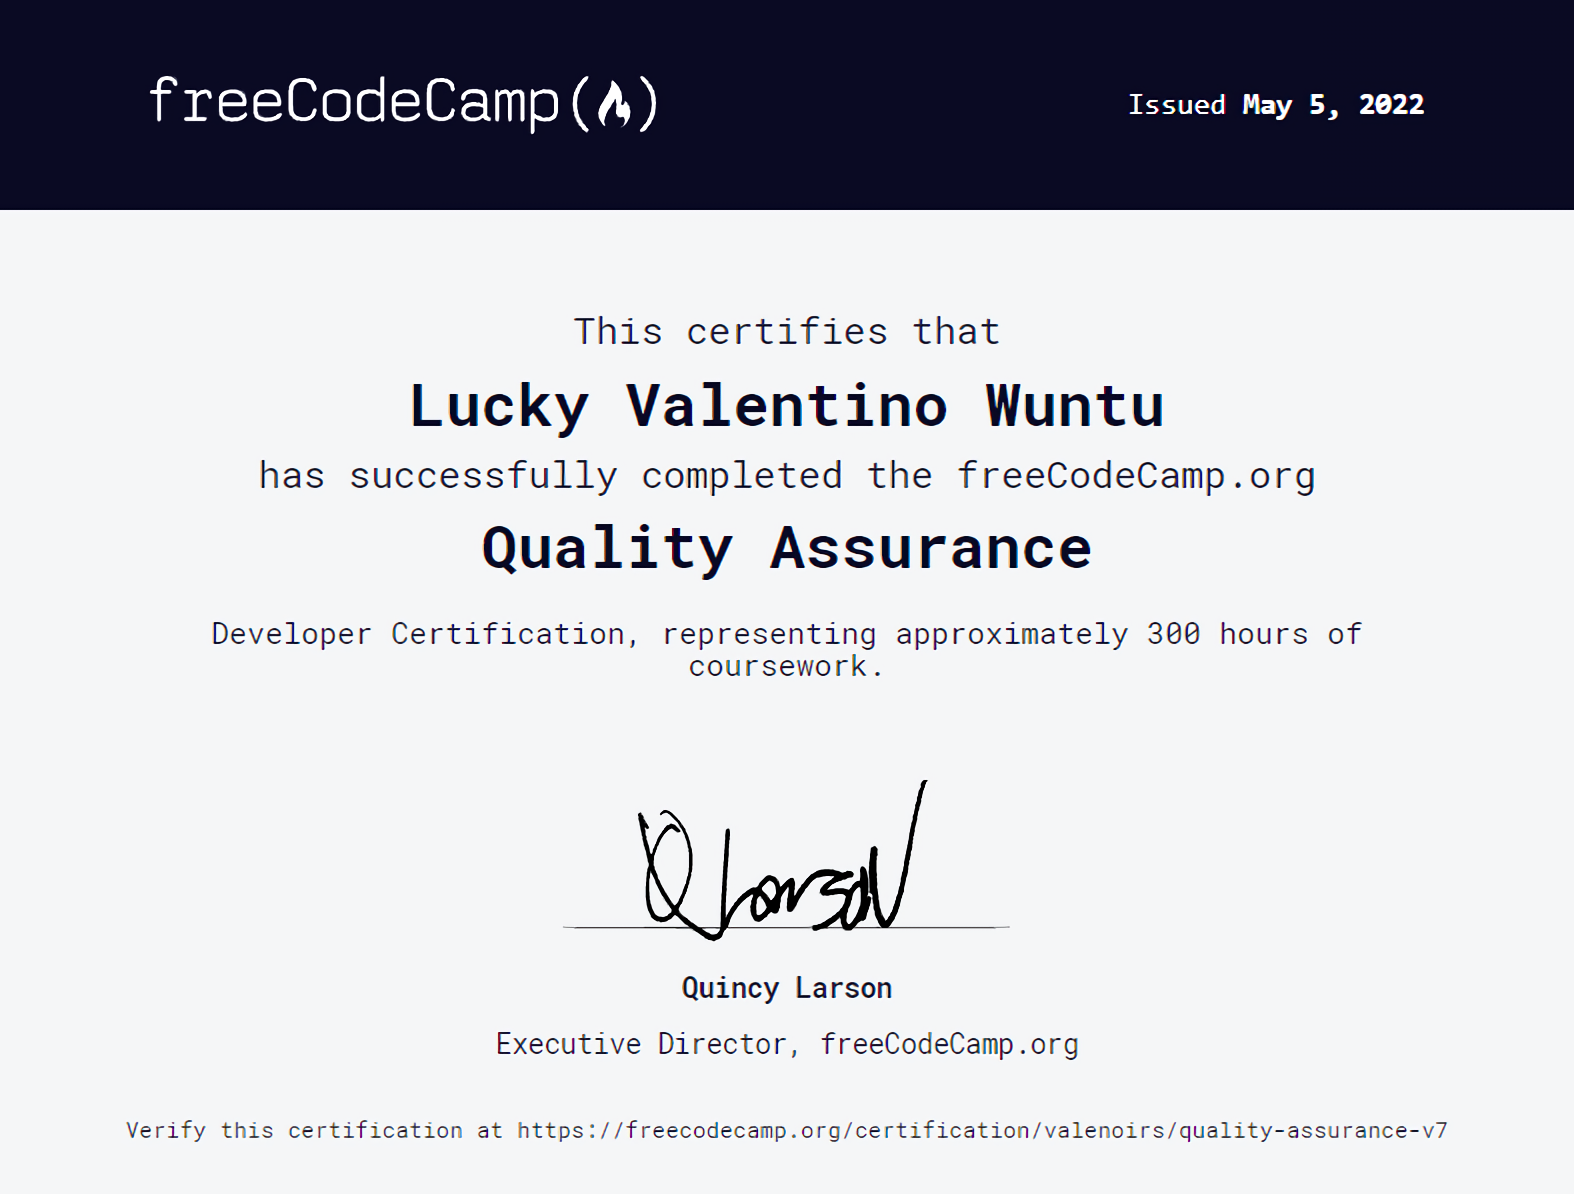 freeCodeCamp(🔥)
Issued May 5, 2022
This certifies that
Lucky Valentino Wuntu
has successfully completed the freeCodeCamp.org
Quality Assurance
Developer Certification, representing approximately 300 hours of
coursework.
Q Larson
Quincy Larson
Executive Director, freeCodeCamp.org
Verify this certification at https://freecodecamp.org/certification/valenoirs/quality-assurance-v7